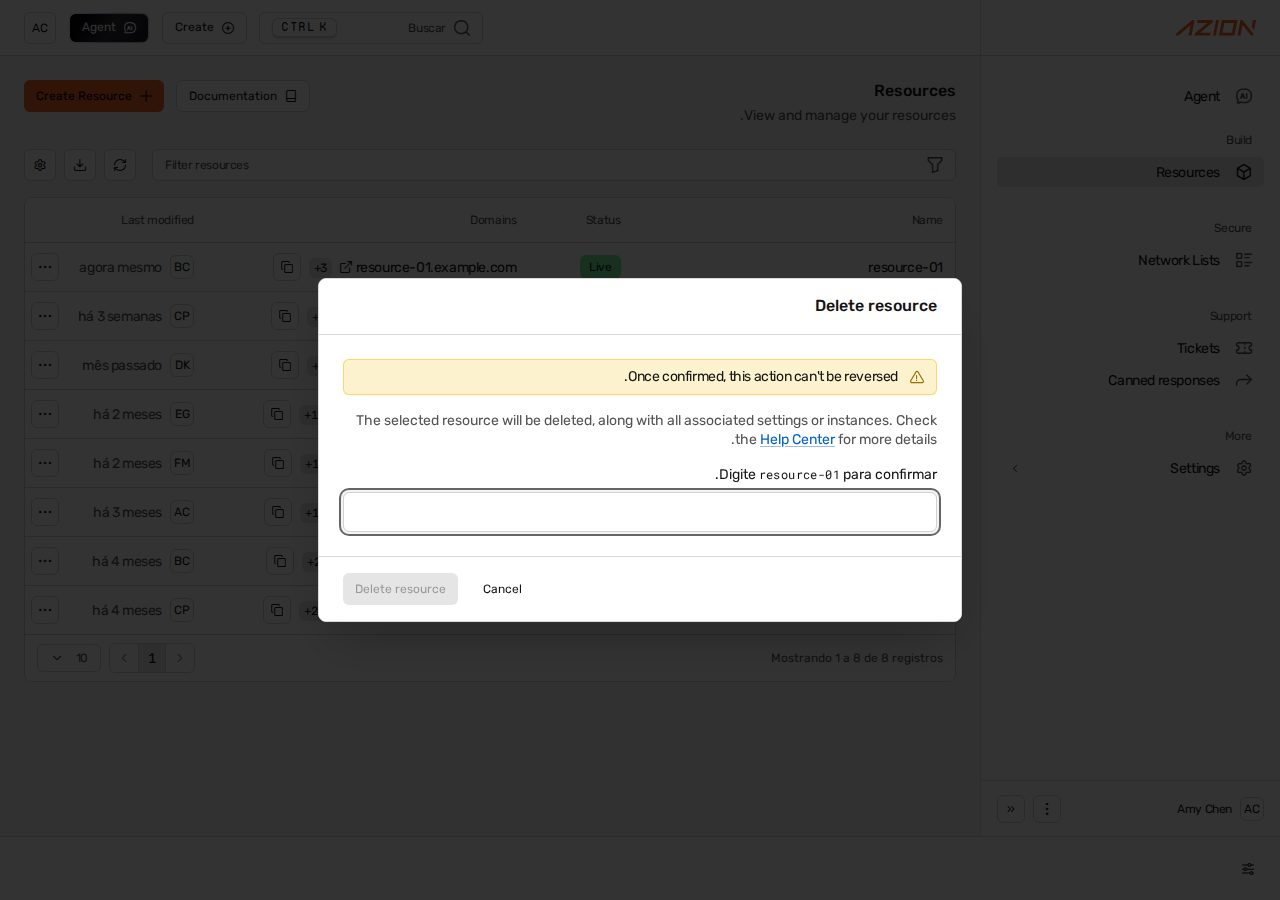 AC
Agent
Create
CTRL K
Buscar
AZION
Create Resource
Documentation
Resources
.View and manage your resources
Filter resources
Last modified
Domains
Status
Name
agora mesmo
BC
+3
resource-01.example.com
Live
resource-01
há 3 semanas
CP
mês passado
DK
há 2 meses
EG
há 2 meses
FM
há 3 meses
AC
há 4 meses
BC
há 4 meses
CP
10
1
Mostrando 1 a 8 de 8 registros
Delete resource
.Once confirmed, this action can't be reversed
The selected resource will be deleted, along with all associated settings or instances. Check
.the Help Center for more details
.Digite resource-01 para confirmar
Delete resource
Cancel
Agent
Build
Resources
Secure
Network Lists
Support
Tickets
Canned responses
More
Settings
Amy Chen
AC